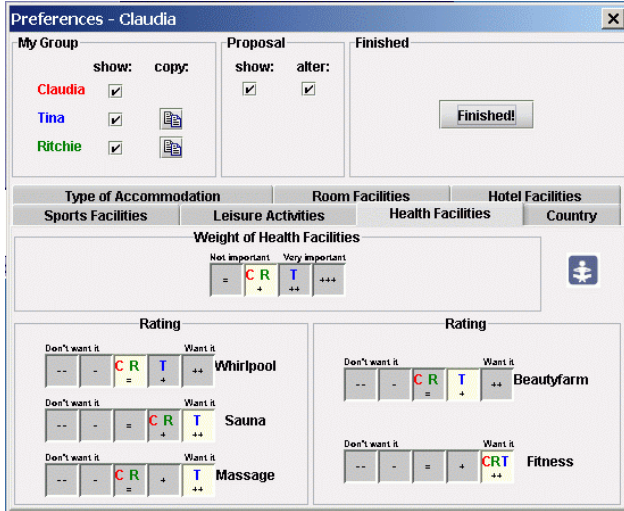 Preferences - Claudia
My Group
show: copy:
Claudia
Tina
Ritchie
Proposal
show: alter:
Finished
Finished!
Type of Accommodation Room Facilities Hotel Facilities
Sports Facilities Leisure Activities Health Facilities Country
Weight of Health Facilities
Not important Very important
= C R + T ++ +++
Rating
Don't want it Want it
-- - C R = T + ++ Whirlpool
Don't want it Want it
-- - = C R + T ++ Sauna
Don't want it Want it
-- - C R = + T ++ Massage
Rating
Don't want it Want it
-- - C R = T + ++ Beautyfarm
Don't want it Want it
-- - = + CRT ++ Fitness